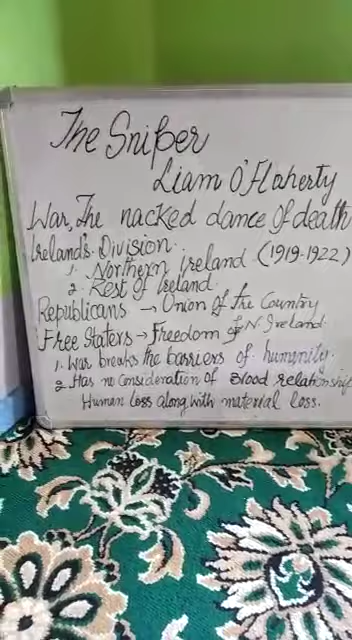 The Sniper
Liam O'Flaherty
War, The nacked dance of death
Ireland's Division.
1. Northern Ireland (1919-1922)
2. Rest of Ireland.
Republicans → Union of the Country
Free Staters → Freedom of N. Ireland.
1. War breaks the barriers of humanity.
2. Has no consideration of Blood relationship
Human loss along with material loss.